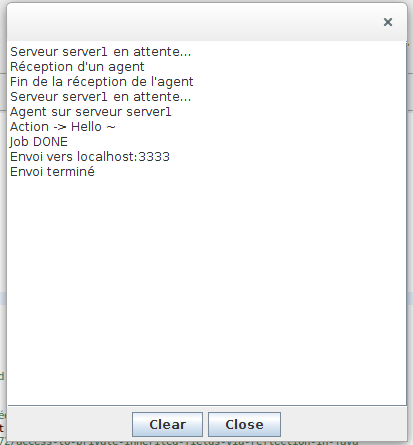 Serveur server1 en attente...
Réception d'un agent
Fin de la réception de l'agent
Serveur server1 en attente...
Agent sur serveur server1
Action -> Hello ~
Job DONE
Envoi vers localhost:3333
Envoi terminé
Clear
Close